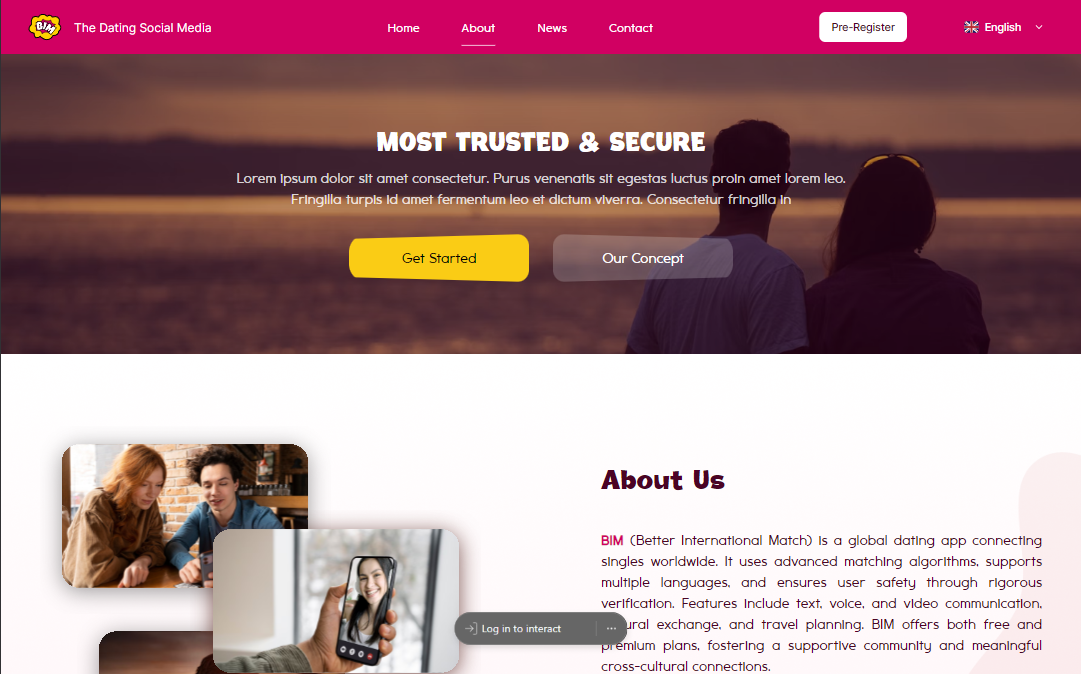 BIM
The Dating Social Media
Home
About
News
Contact
Pre-Register
English
MOST TRUSTED & SECURE
Lorem ipsum dolor sit amet consectetur. Purus venenatis sit egestas luctus proin amet lorem leo.
Fringilla turpis id amet fermentum leo et dictum viverra. Consectetur fringilla in
Get Started
Our Concept
About Us
BIM (Better International Match) is a global dating app connecting
singles worldwide. It uses advanced matching algorithms, supports
multiple languages, and ensures user safety through rigorous
verification. Features include text, voice, and video communication,
ural exchange, and travel planning. BIM offers both free and
premium plans, fostering a supportive community and meaningful
cross-cultural connections.
Log in to interact